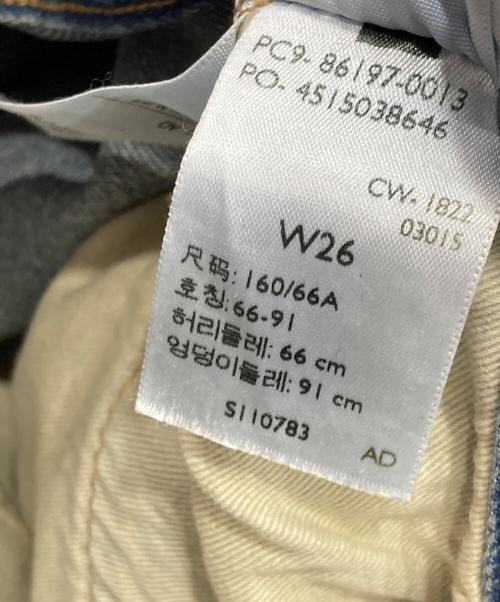 PC9- 86197-0013
PO- 4515038646
CW- 1822
03015
W26
尺码: 160/66A
호칭: 66-91
허리둘레: 66 cm
엉덩이둘레: 91 cm
S110783
AD